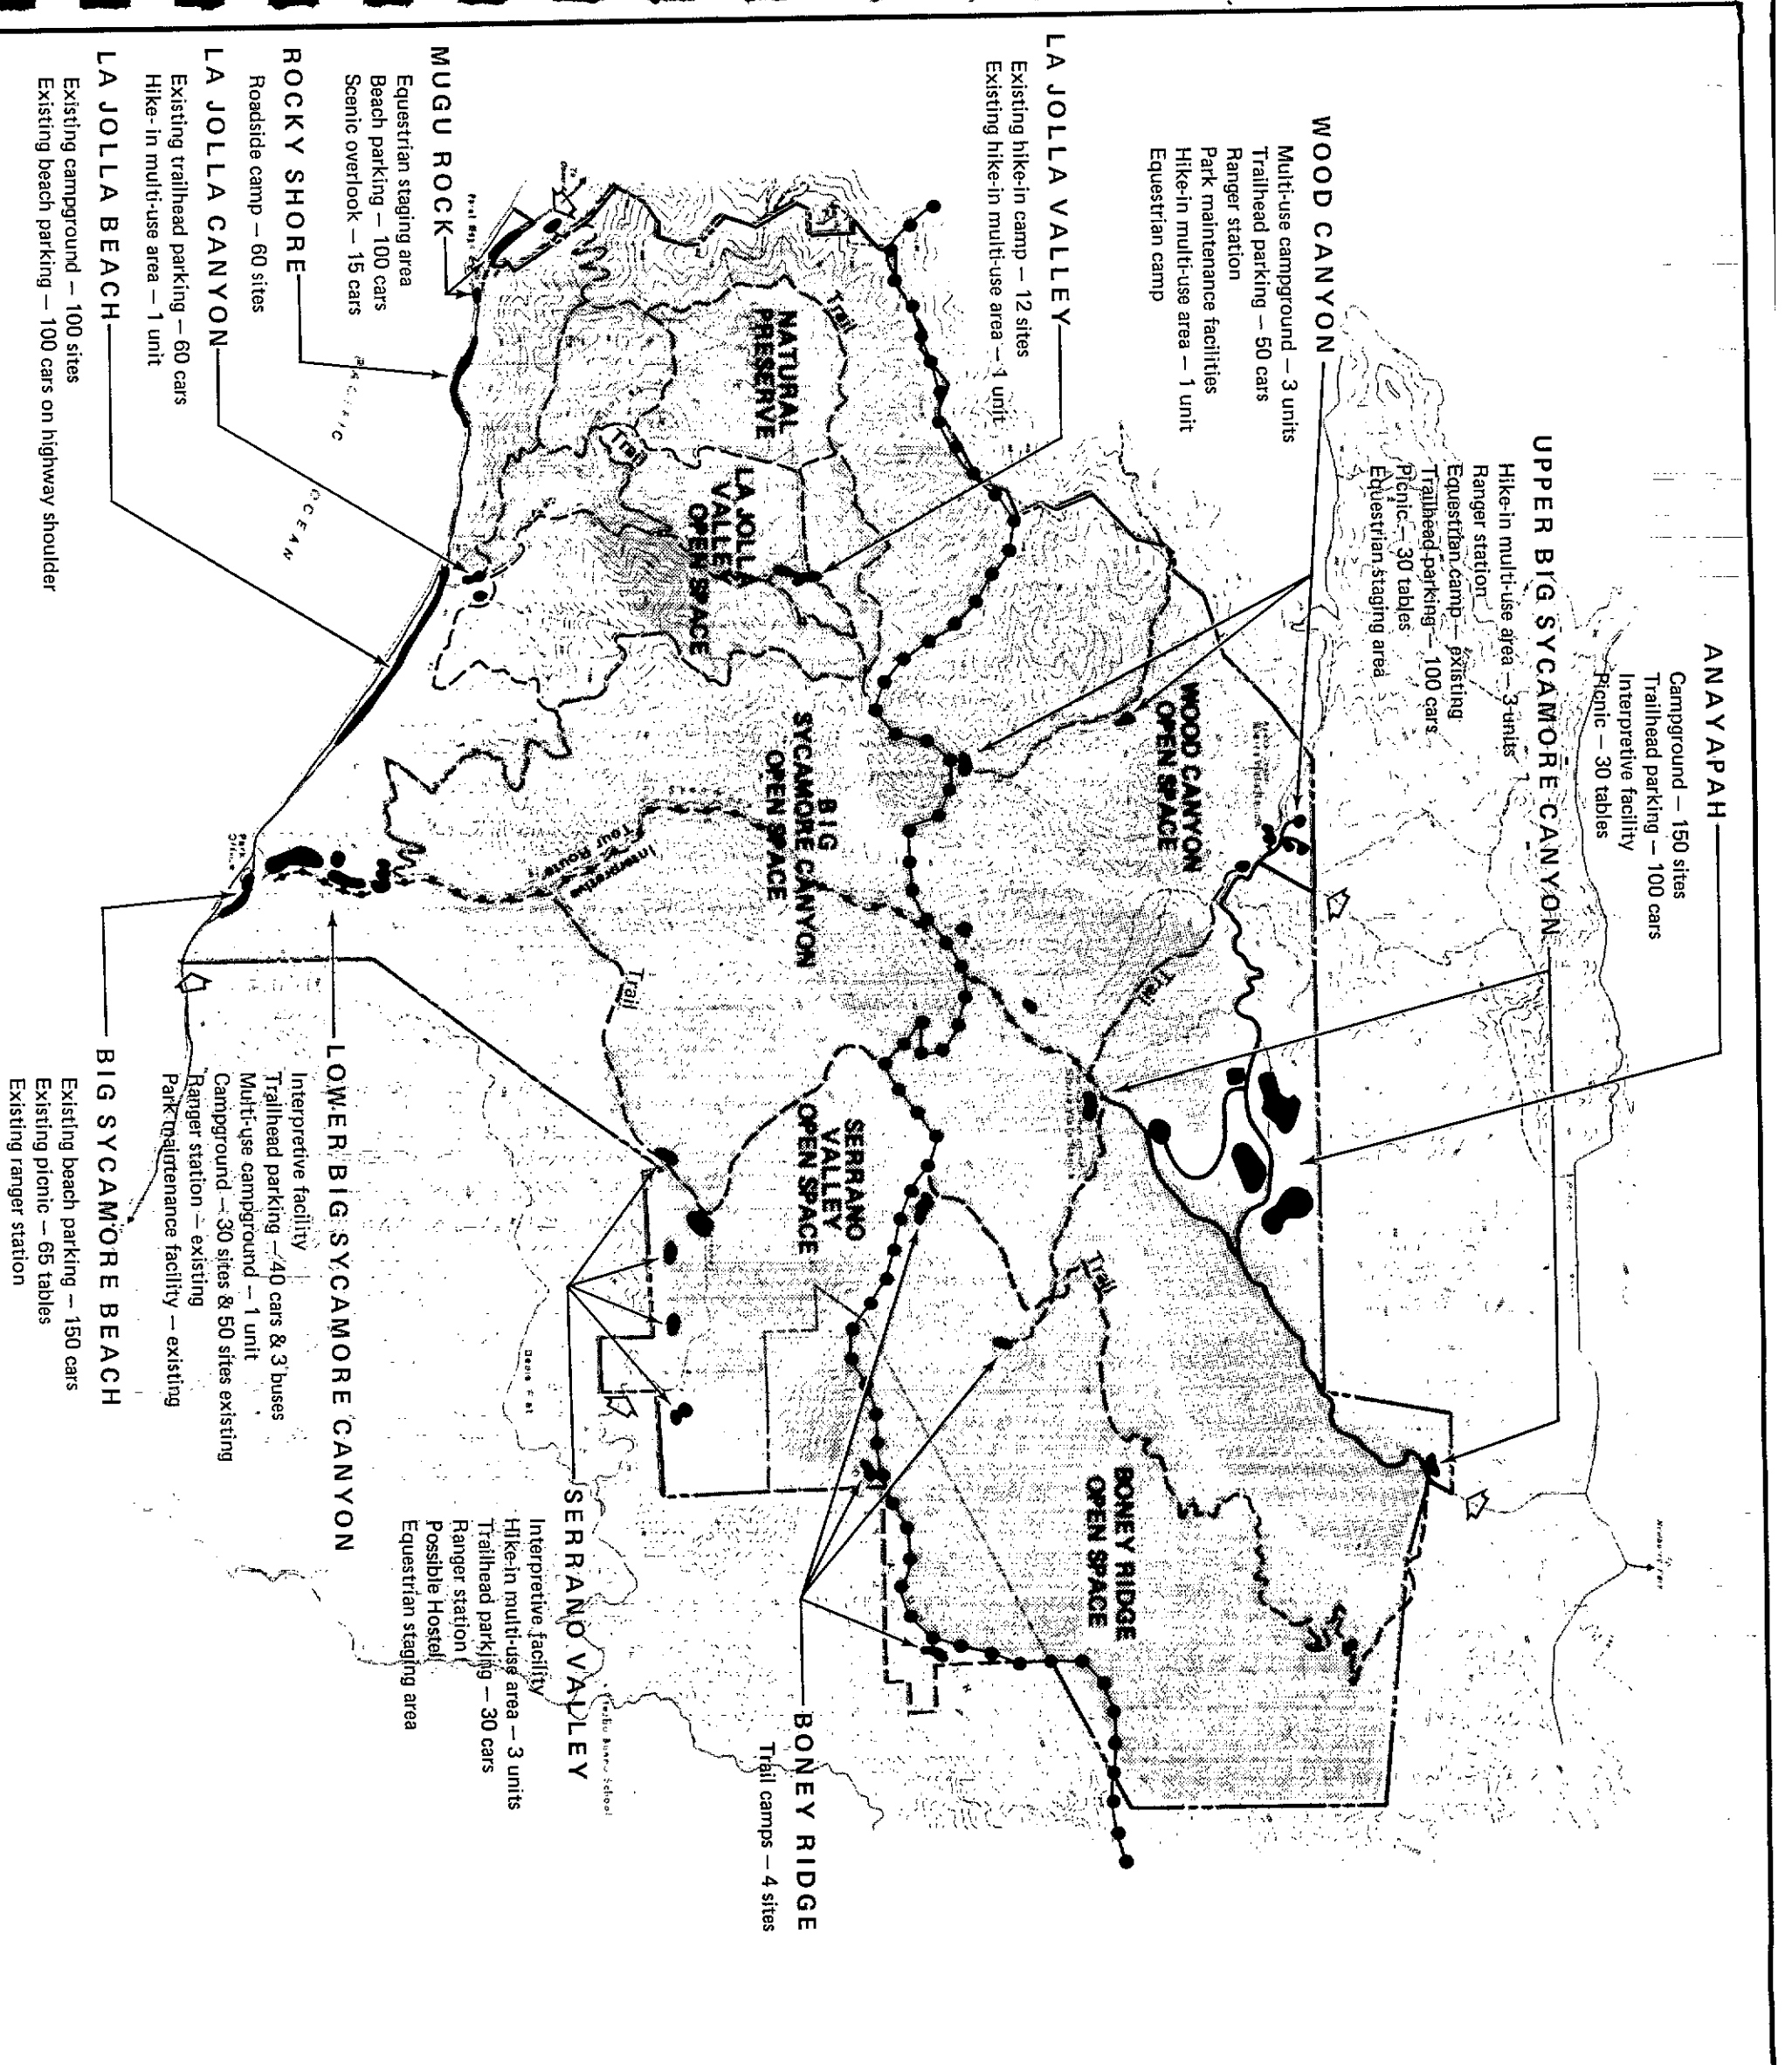 ANAYAPAH
Campground — 150 sites
Trailhead parking — 100 cars
Interpretive facility
Picnic — 30 tables
UPPER BIG SYCAMORE CANYON
Hike-in multi-use area — 3 units
Ranger station
Equestrian camp — existing
Trailhead parking — 100 cars
Picnic — 30 tables
Equestrian staging area
WOOD CANYON
Multi-use campground — 3 units
Trailhead parking — 50 cars
Ranger station
Park maintenance facilities
Hike-in multi-use area — 1 unit
Equestrian camp
LA JOLLA VALLEY
Existing hike-in camp — 12 sites
Existing hike-in multi-use area — 1 unit
MUGU ROCK
Equestrian staging area
Beach parking — 100 cars
Scenic overlook — 15 cars
ROCKY SHORE
Roadside camp — 60 sites
LA JOLLA CANYON
Existing trailhead parking — 60 cars
Hike-in multi-use area — 1 unit
LA JOLLA BEACH
Existing campground — 100 sites
Existing beach parking — 100 cars on highway shoulder
WOOD CANYON
OPEN SPACE
Trail
BONEY RIDGE
OPEN SPACE
Trail
Trail
NATURAL
PRESERVE
LA JOLLA
VALLEY
OPEN SPACE
Trail
BIG
SYCAMORE CANYON
OPEN SPACE
SERRANO
VALLEY
OPEN SPACE
Interpretive
Tour Route
Trail
PACIFIC OCEAN
BONEY RIDGE
Trail camps — 4 sites
SERRANO VALLEY
Interpretive facility
Hike-in multi-use area — 3 units
Trailhead parking — 30 cars
Ranger station
Possible Hostel
Equestrian staging area
LOWER BIG SYCAMORE CANYON
Interpretive facility
Trailhead parking — 40 cars & 3 buses
Multi-use campground — 1 unit
Campground — 30 sites & 50 sites existing
Ranger station — existing
Park maintenance facility — existing
BIG SYCAMORE BEACH
Existing beach parking — 150 cars
Existing picnic — 65 tables
Existing ranger station